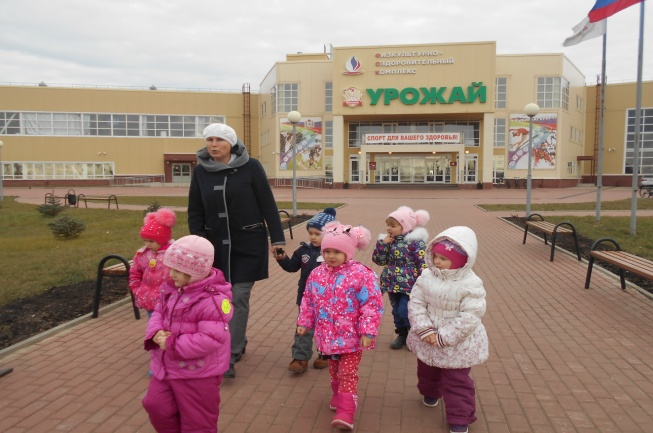 ФИЗКУЛЬТУРНО-
ОЗДОРОВИТЕЛЬНЫЙ
КОМПЛЕКС
УРОЖАЙ
СПОРТ ДЛЯ ВАШЕГО ЗДОРОВЬЯ!